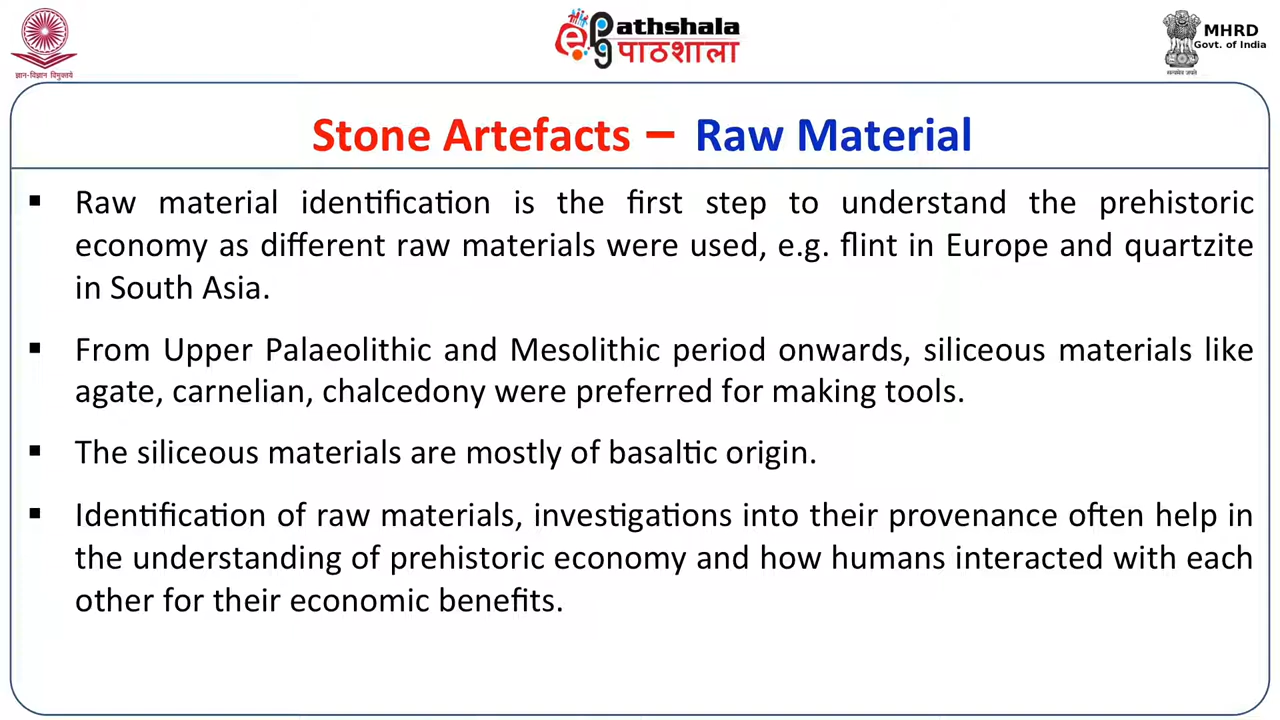 ज्ञान-विज्ञान विमुक्तये
ePathshala
पाठशाला
MHRD
Govt. of India
सत्यमेव जयते
Stone Artefacts – Raw Material
▪ Raw material identification is the first step to understand the prehistoric
economy as different raw materials were used, e.g. flint in Europe and quartzite
in South Asia.
▪ From Upper Palaeolithic and Mesolithic period onwards, siliceous materials like
agate, carnelian, chalcedony were preferred for making tools.
▪ The siliceous materials are mostly of basaltic origin.
▪ Identification of raw materials, investigations into their provenance often help in
the understanding of prehistoric economy and how humans interacted with each
other for their economic benefits.